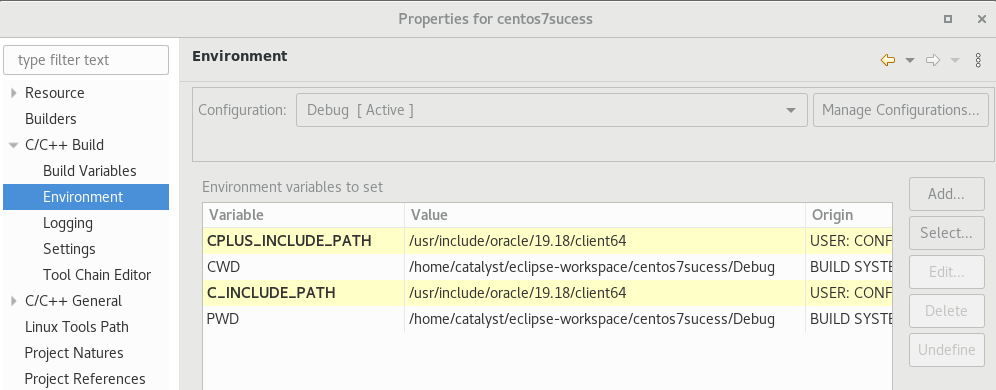 Properties for centos7sucess
type filter text
Resource
Builders
C/C++ Build
Build Variables
Environment
Logging
Settings
Tool Chain Editor
C/C++ General
Linux Tools Path
Project Natures
Project References
Environment
Configuration: Debug [ Active ] Manage Configurations...
Environment variables to set
Variable Value Origin
CPLUS_INCLUDE_PATH /usr/include/oracle/19.18/client64 USER: CONF
CWD /home/catalyst/eclipse-workspace/centos7sucess/Debug BUILD SYSTE
C_INCLUDE_PATH /usr/include/oracle/19.18/client64 USER: CONF
PWD /home/catalyst/eclipse-workspace/centos7sucess/Debug BUILD SYSTE
Add...
Select...
Edit...
Delete
Undefine